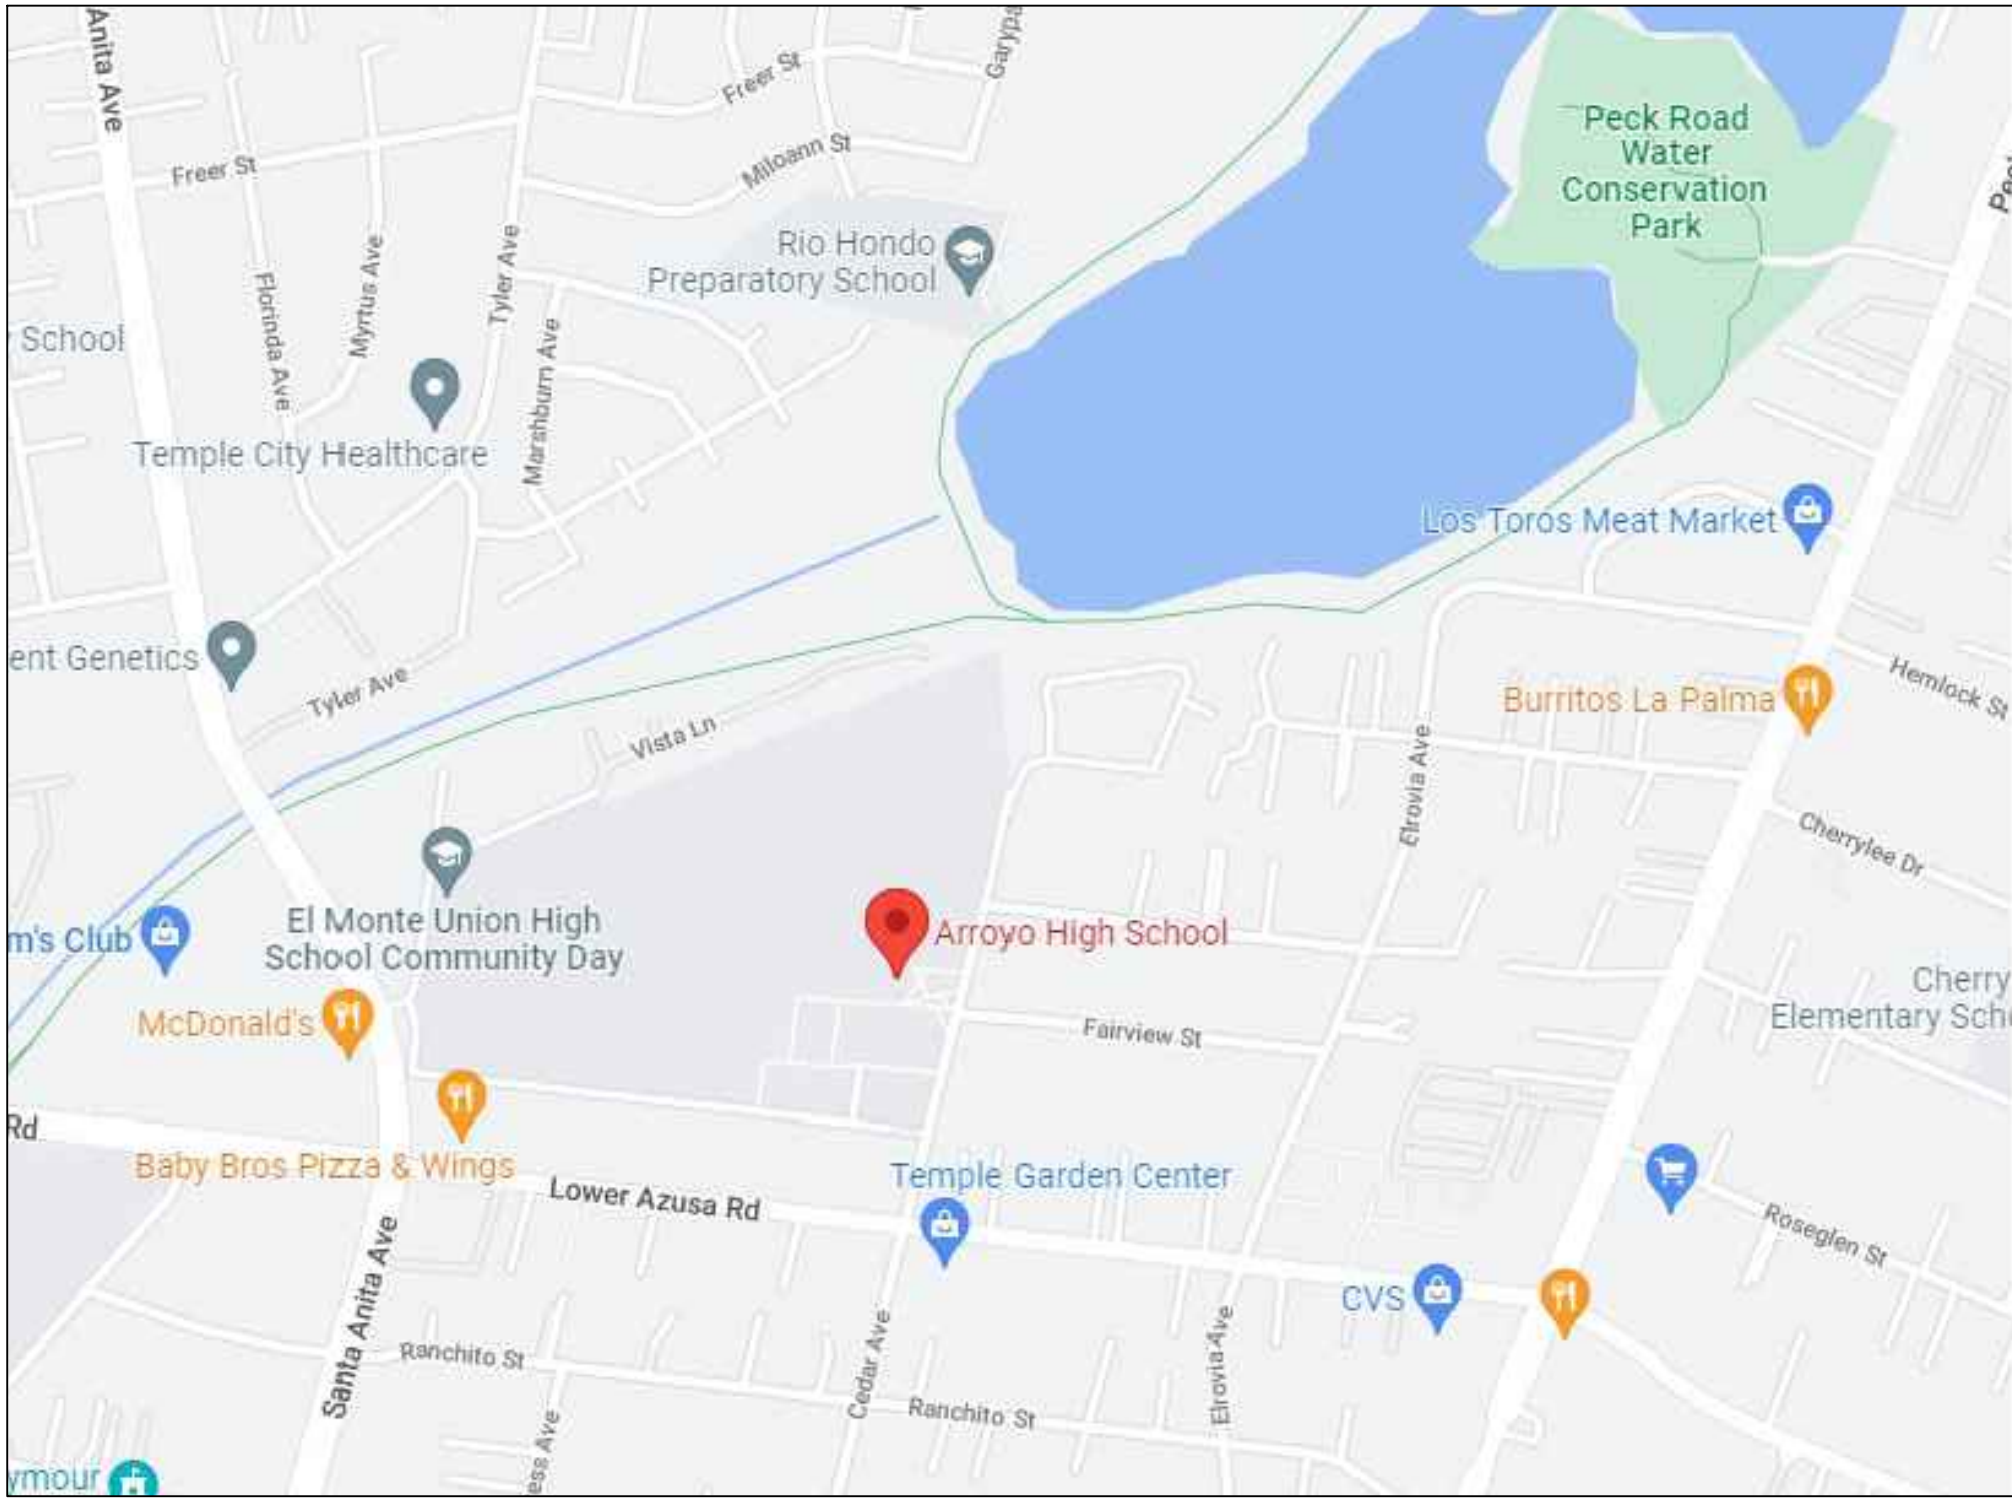 Anita Ave
Freer St
Garypa
Freer St
Miloann St
Peck Road
Water
Conservation
Park
Florinda Ave
Myrtus Ave
Tyler Ave
Rio Hondo
Preparatory School
School
Marshburn Ave
Temple City Healthcare
Los Toros Meat Market
ent Genetics
Tyler Ave
Vista Ln
Hemlock St
Burritos La Palma
Elrovia Ave
Cherrylee Dr
El Monte Union High
School Community Day
m's Club
Arroyo High School
McDonald's
Fairview St
Cherry
Elementary Sch
Rd
Baby Bros Pizza & Wings
Lower Azusa Rd
Temple Garden Center
Roseglen St
CVS
Santa Anita Ave
Ranchito St
Cedar Ave
Ranchito St
Elrovia Ave
ess Ave
ymour